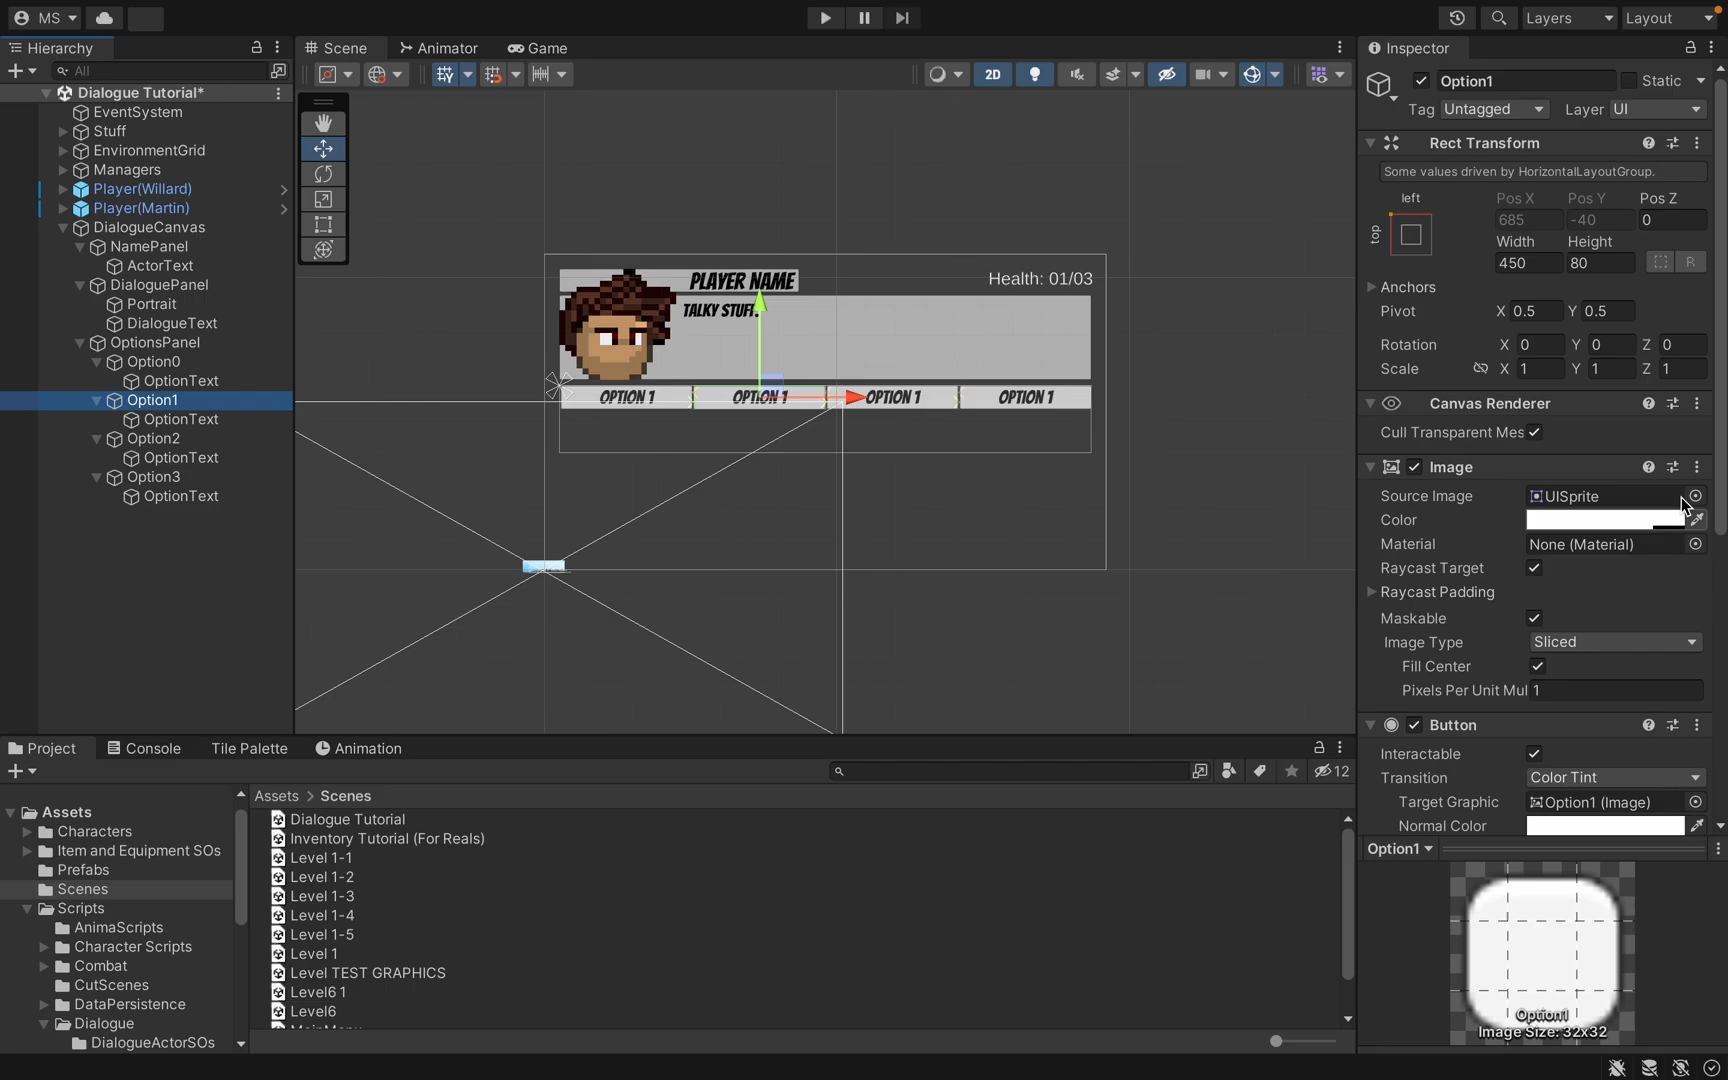 MS
Layers
Layout
Hierarchy
All
Dialogue Tutorial*
EventSystem
Stuff
EnvironmentGrid
Managers
Player(Willard)
Player(Martin)
DialogueCanvas
NamePanel
ActorText
DialoguePanel
Portrait
DialogueText
OptionsPanel
Option0
OptionText
Option1
OptionText
Option2
OptionText
Option3
OptionText
Scene
Animator
Game
2D
PLAYER NAME
Health: 01/03
TALKY STUFF.
OPTION 1
OPTION 1
OPTION 1
OPTION 1
Inspector
Option1
Static
Tag Untagged
Layer UI
Rect Transform
Some values driven by HorizontalLayoutGroup.
left
top
Pos X Pos Y Pos Z
685 -40 0
Width Height
450 80
R
Anchors
Pivot X 0.5 Y 0.5
Rotation X 0 Y 0 Z 0
Scale X 1 Y 1 Z 1
Canvas Renderer
Cull Transparent Mes
Image
Source Image UISprite
Color
Material None (Material)
Raycast Target
Raycast Padding
Maskable
Image Type Sliced
Fill Center
Pixels Per Unit Mul 1
Button
Interactable
Transition Color Tint
Target Graphic Option1 (Image)
Normal Color
Option1
Option1
Image Size: 32x32
Project
Console
Tile Palette
Animation
12
Assets
Characters
Item and Equipment SOs
Prefabs
Scenes
Scripts
AnimaScripts
Character Scripts
Combat
CutScenes
DataPersistence
Dialogue
DialogueActorSOs
Assets > Scenes
Dialogue Tutorial
Inventory Tutorial (For Reals)
Level 1-1
Level 1-2
Level 1-3
Level 1-4
Level 1-5
Level 1
Level TEST GRAPHICS
Level6 1
Level6